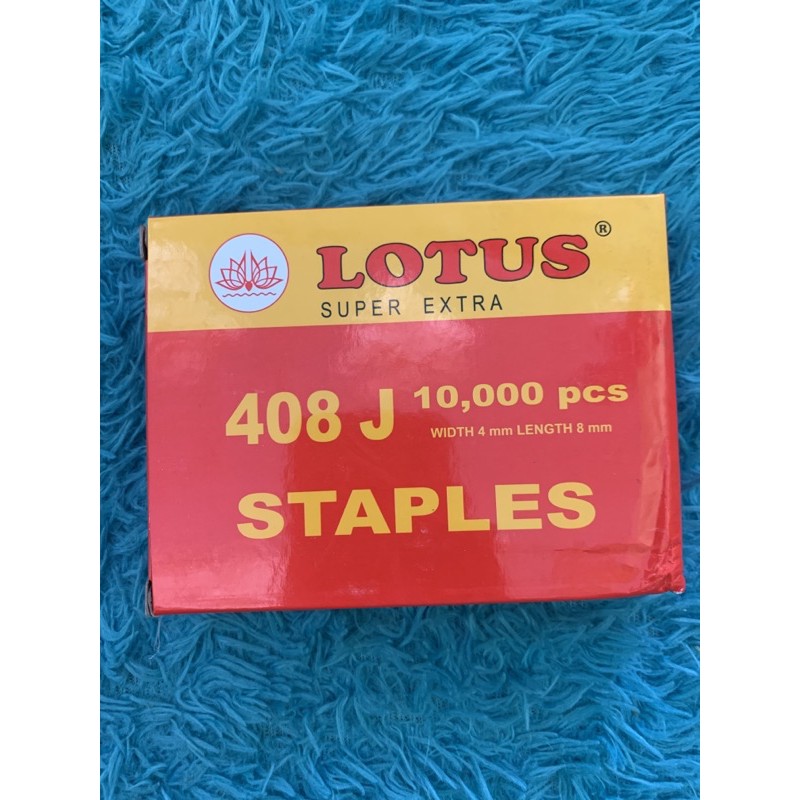 LOTUS®
SUPER EXTRA
408 J 10,000 pcs
WIDTH 4 mm LENGTH 8 mm
STAPLES